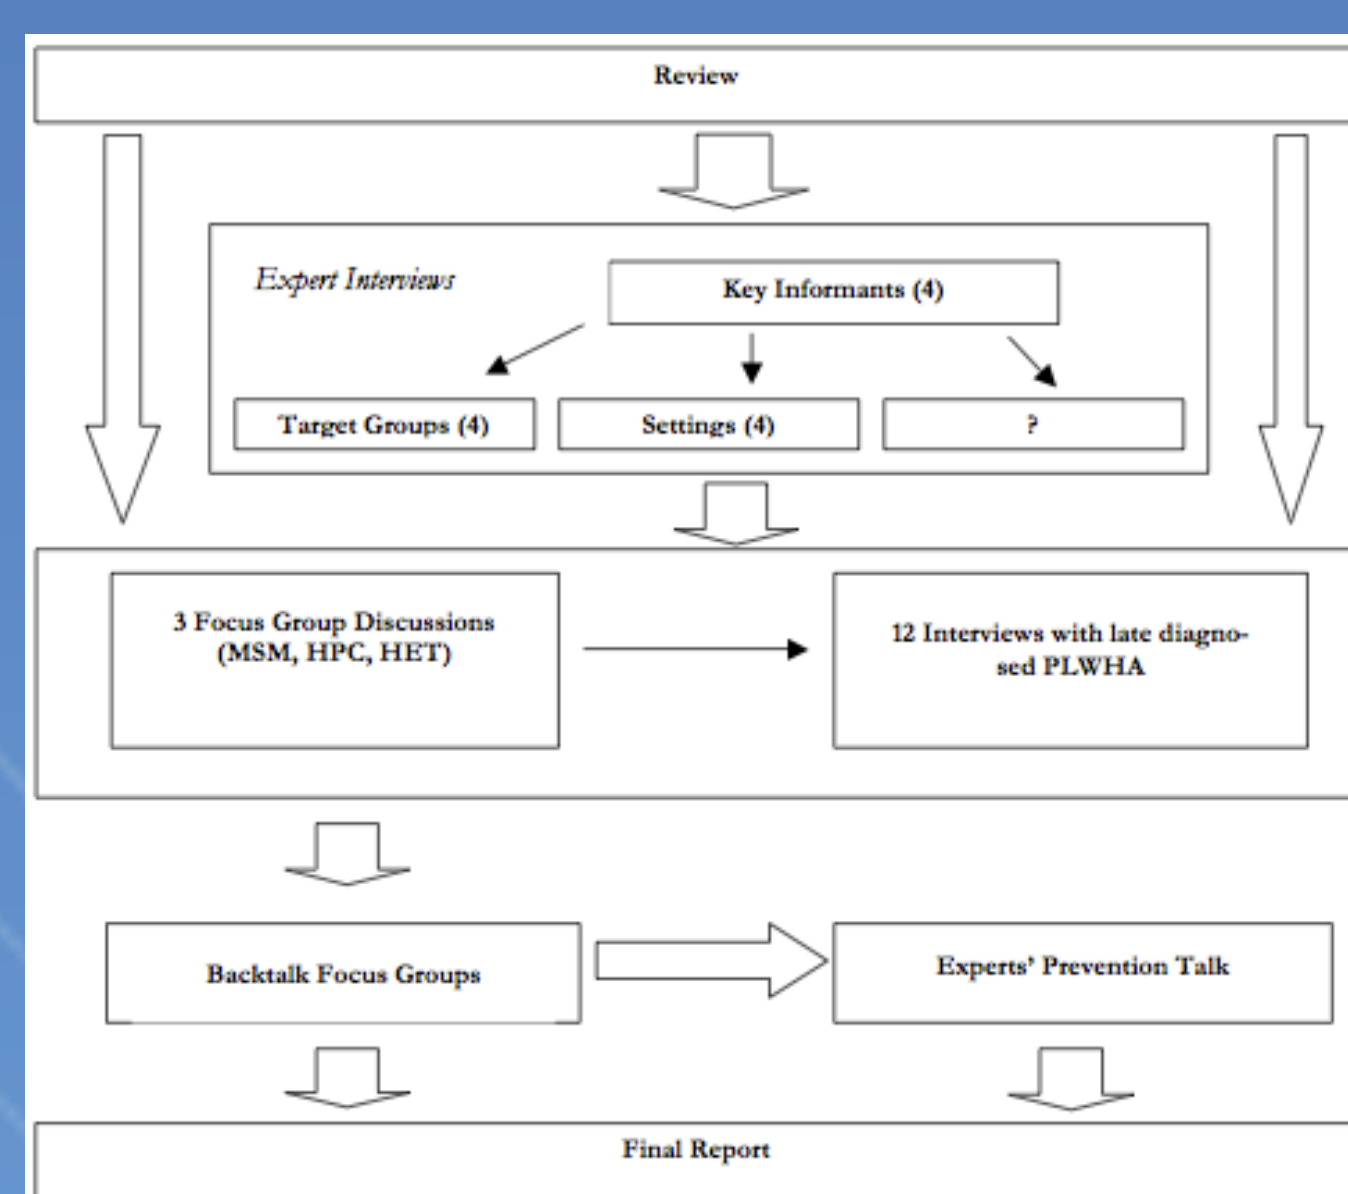 Review
Expert Interviews
Key Informants (4)
Target Groups (4)
Settings (4)
?
3 Focus Group Discussions
(MSM, HPC, HET)
12 Interviews with late diagno-
sed PLWHA
Backtalk Focus Groups
Experts’ Prevention Talk
Final Report